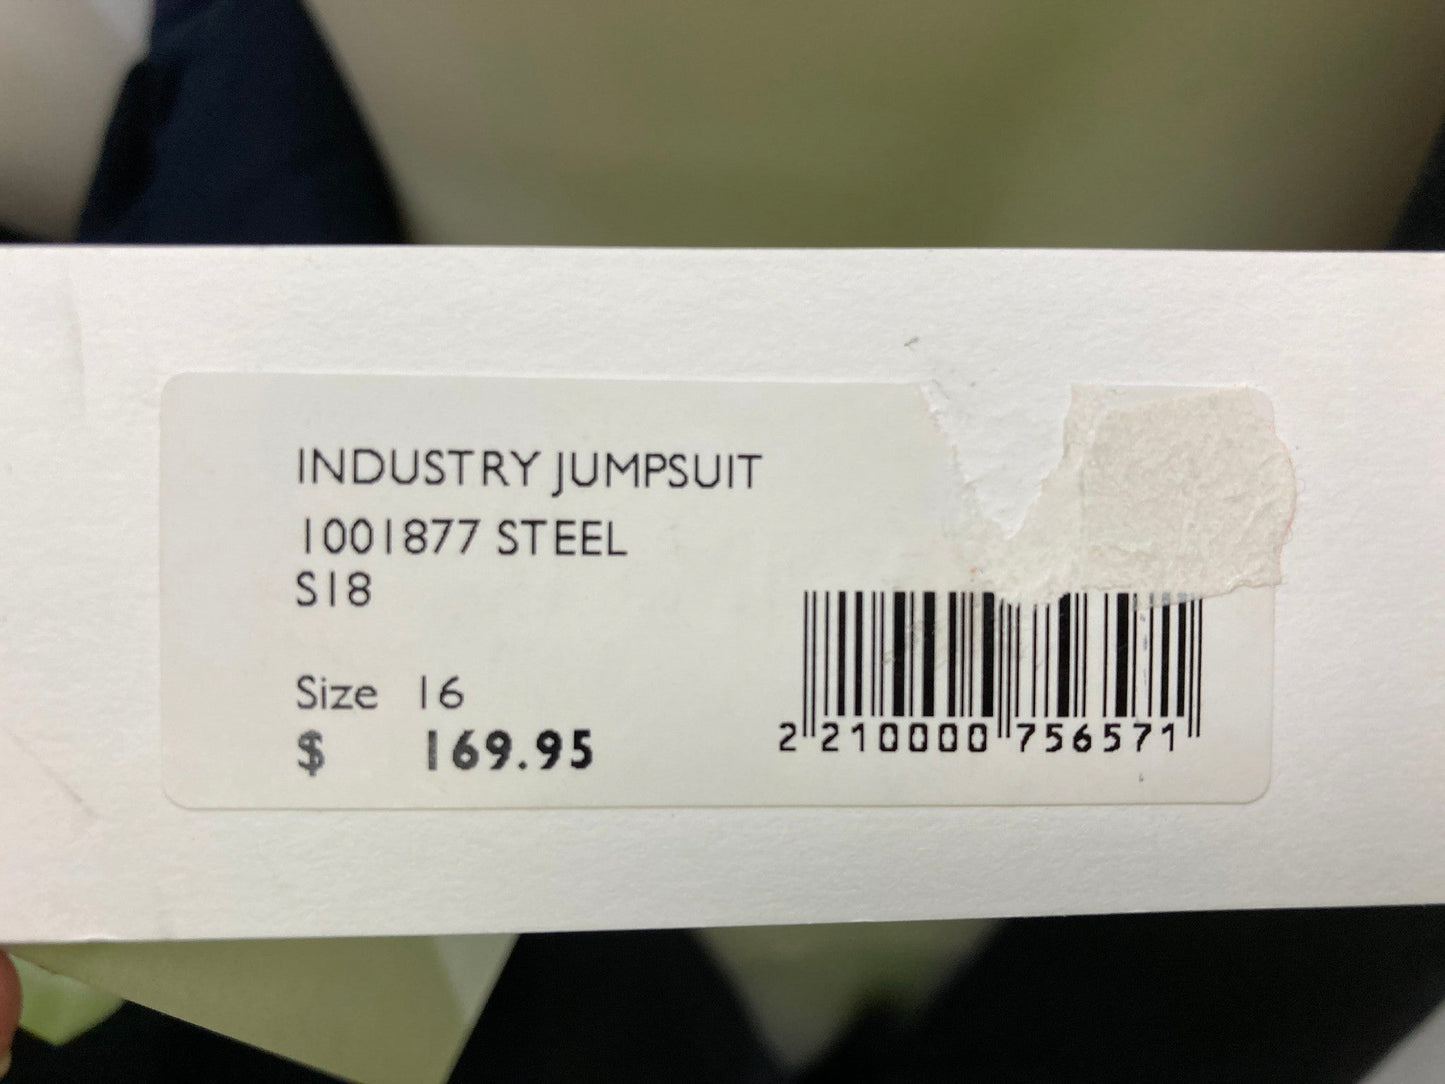 INDUSTRY JUMPSUIT
1001877 STEEL
S18
Size 16
$ 169.95
2 210000 756571